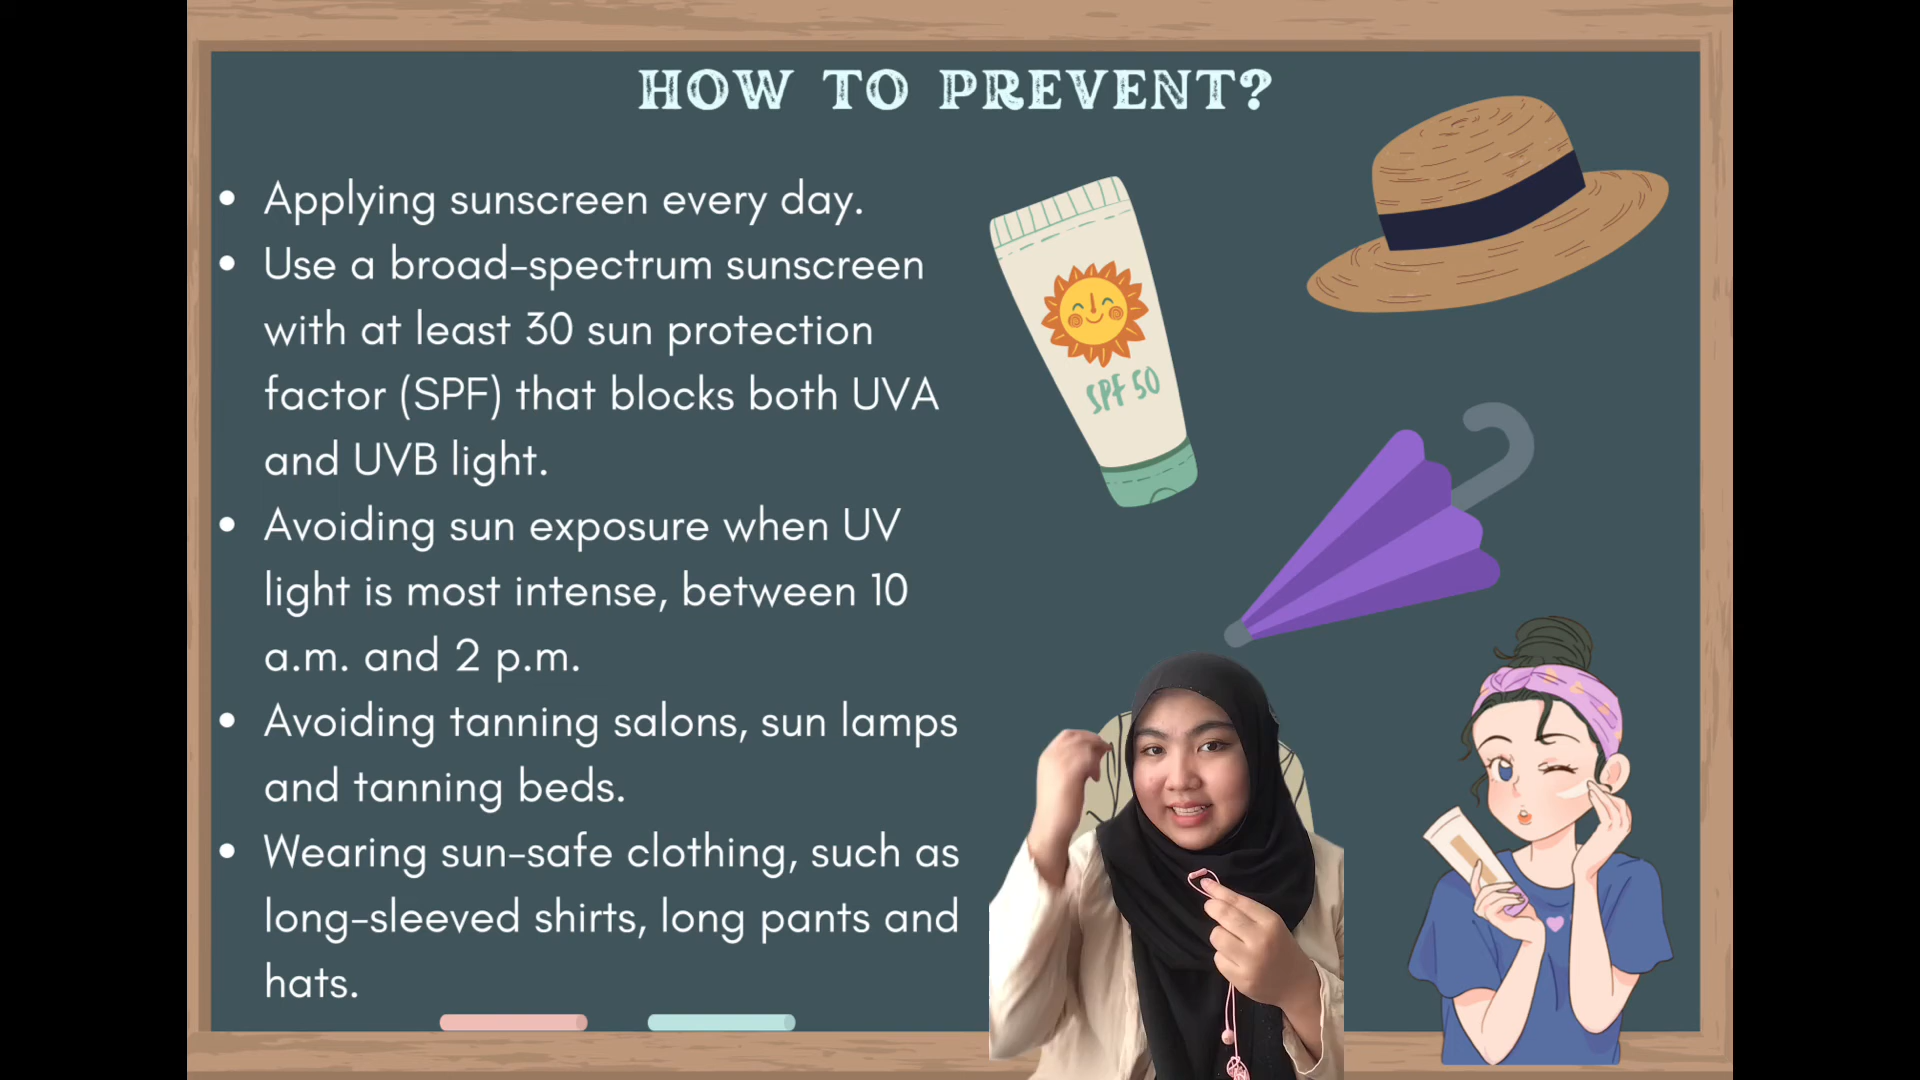 HOW TO PREVENT?
• Applying sunscreen every day.
• Use a broad-spectrum sunscreen
with at least 30 sun protection
factor (SPF) that blocks both UVA
and UVB light.
• Avoiding sun exposure when UV
light is most intense, between 10
a.m. and 2 p.m.
• Avoiding tanning salons, sun lamps
and tanning beds.
• Wearing sun-safe clothing, such as
long-sleeved shirts, long pants and
hats.
SPF 50